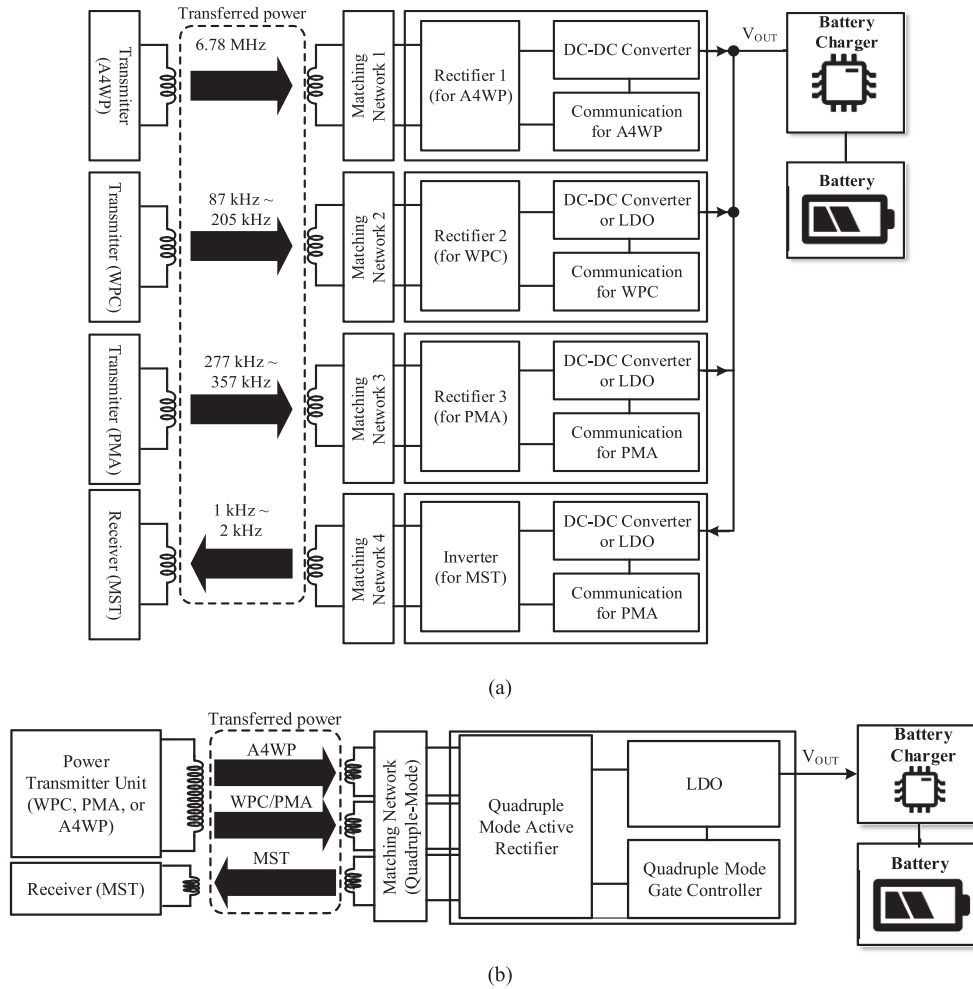 Transferred power
Transmitter
(A4WP)
6.78 MHz
Matching
Network 1
Rectifier 1
(for A4WP)
DC-DC Converter
Communication
for A4WP
VOUT
Battery
Charger
Battery
Transmitter
(WPC)
87 kHz ~
205 kHz
Matching
Network 2
Rectifier 2
(for WPC)
DC-DC Converter
or LDO
Communication
for WPC
Transmitter
(PMA)
277 kHz ~
357 kHz
Matching
Network 3
Rectifier 3
(for PMA)
DC-DC Converter
or LDO
Communication
for PMA
Receiver
(MST)
1 kHz ~
2 kHz
Matching
Network 4
Inverter
(for MST)
DC-DC Converter
or LDO
Communication
for PMA
(a)
Transferred power
Power
Transmitter Unit
(WPC, PMA, or
A4WP)
Receiver (MST)
A4WP
WPC/PMA
MST
Matching Network
(Quadruple-Mode)
Quadruple
Mode Active
Rectifier
LDO
Quadruple Mode
Gate Controller
VOUT
Battery
Charger
Battery
(b)